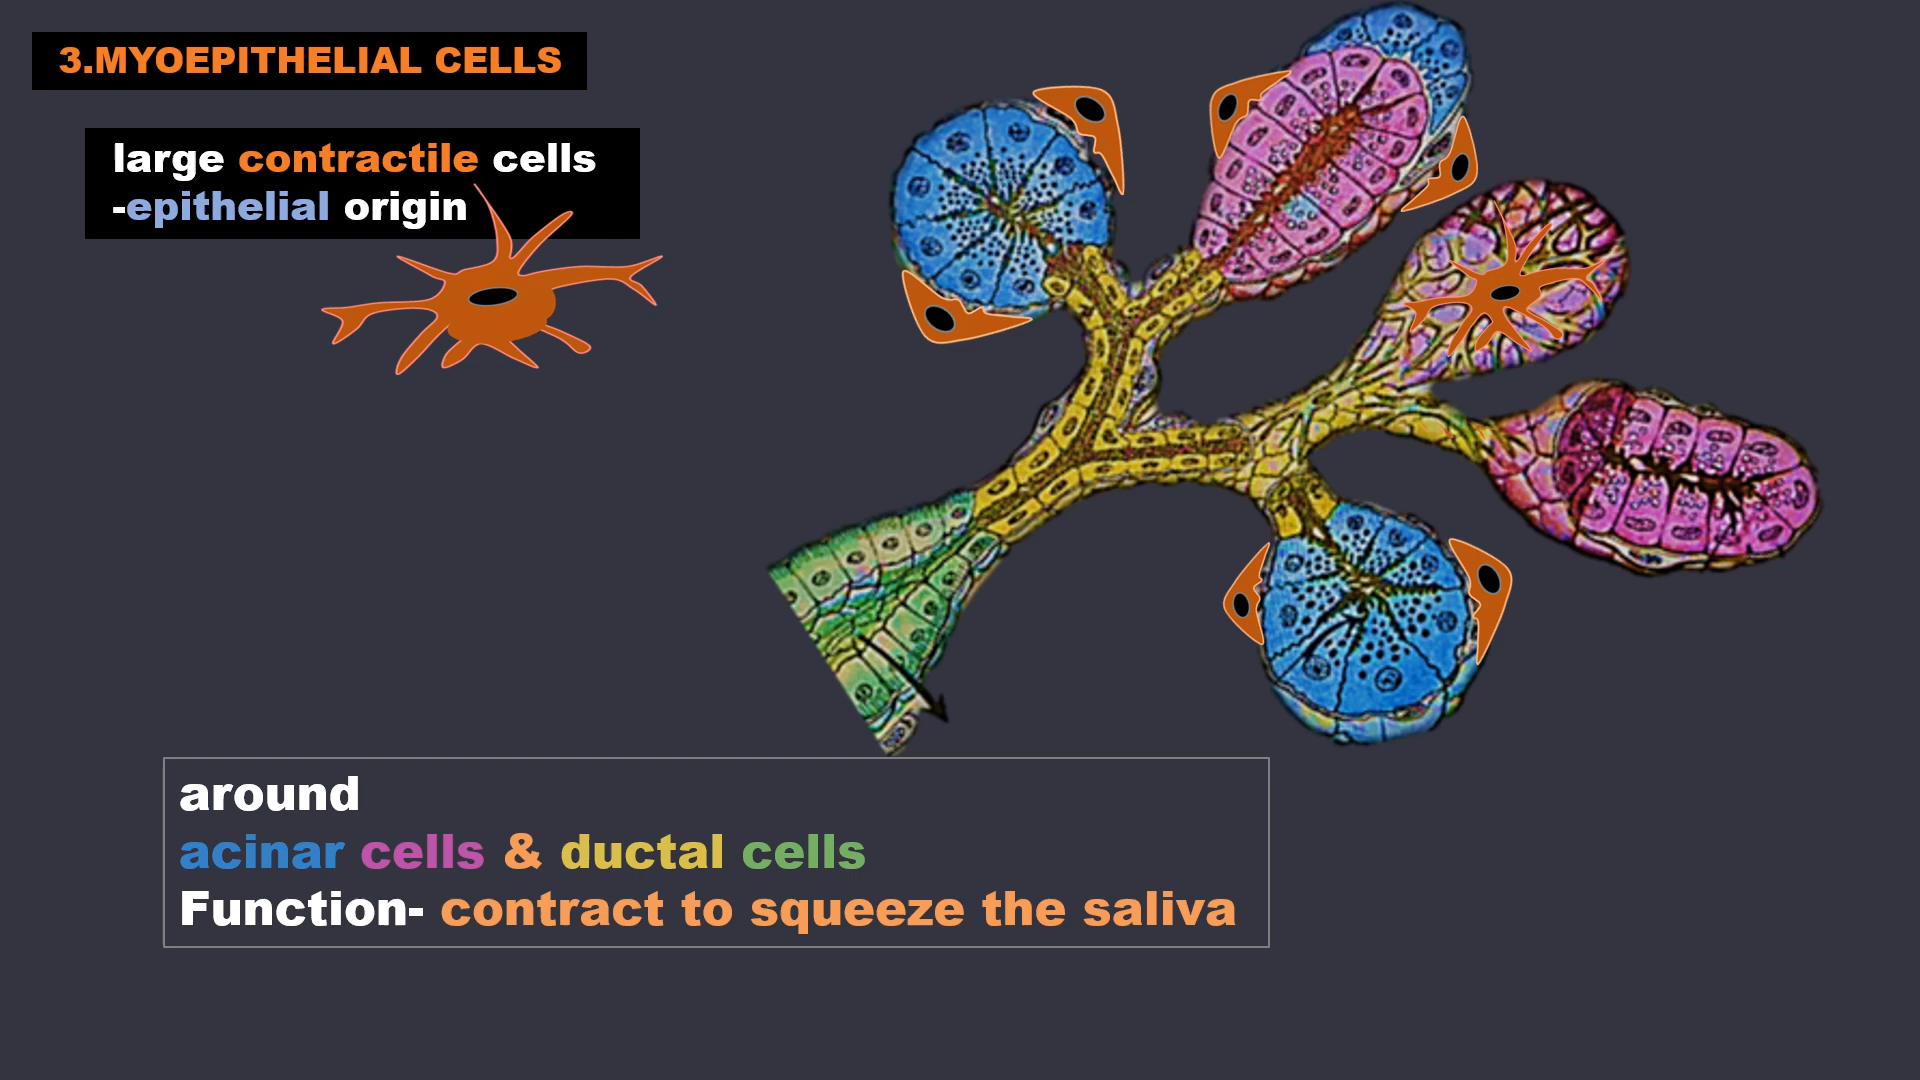 3.MYOEPITHELIAL CELLS
large contractile cells
-epithelial origin
around
acinar cells & ductal cells
Function- contract to squeeze the saliva